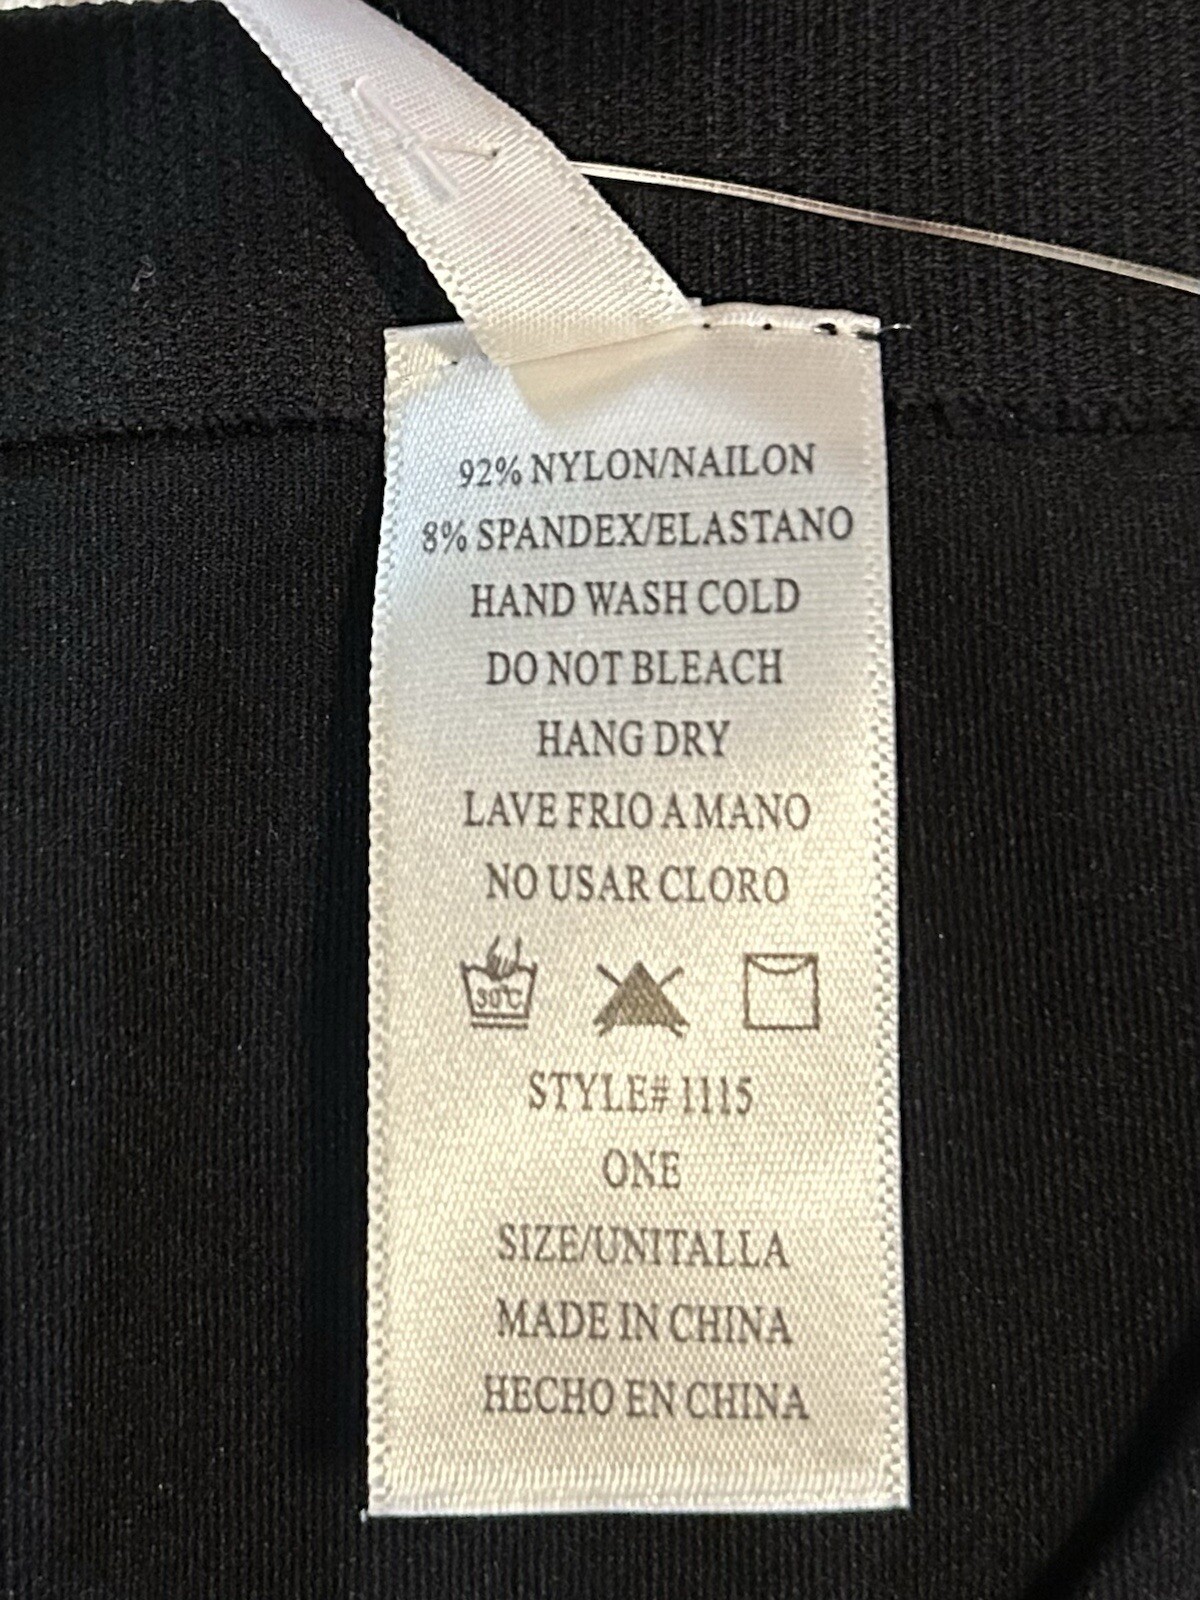 92% NYLON/NAILON
8% SPANDEX/ELASTANO
HAND WASH COLD
DO NOT BLEACH
HANG DRY
LAVE FRIO A MANO
NO USAR CLORO
30°C
STYLE# 1115
ONE
SIZE/UNITALLA
MADE IN CHINA
HECHO EN CHINA